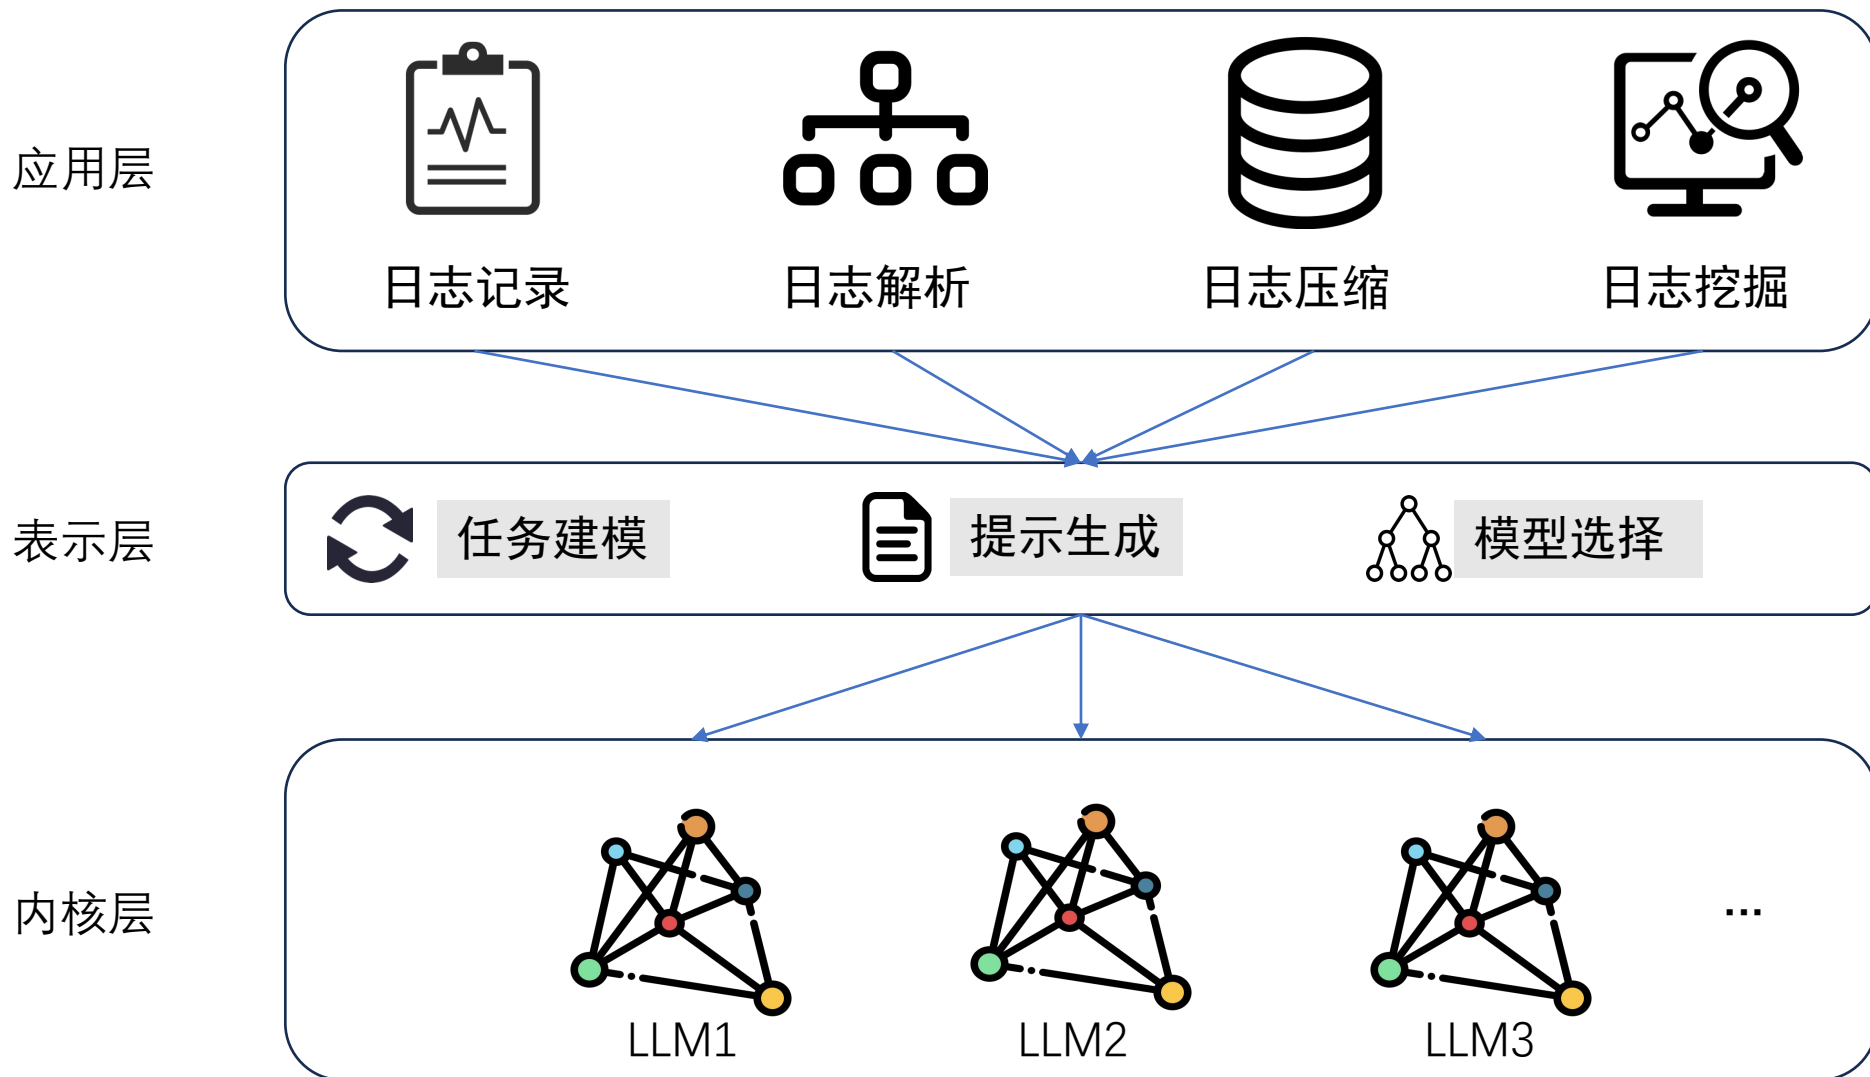 应用层
日志记录
日志解析
日志压缩
日志挖掘
表示层
任务建模
提示生成
模型选择
内核层
LLM1
LLM2
LLM3
...